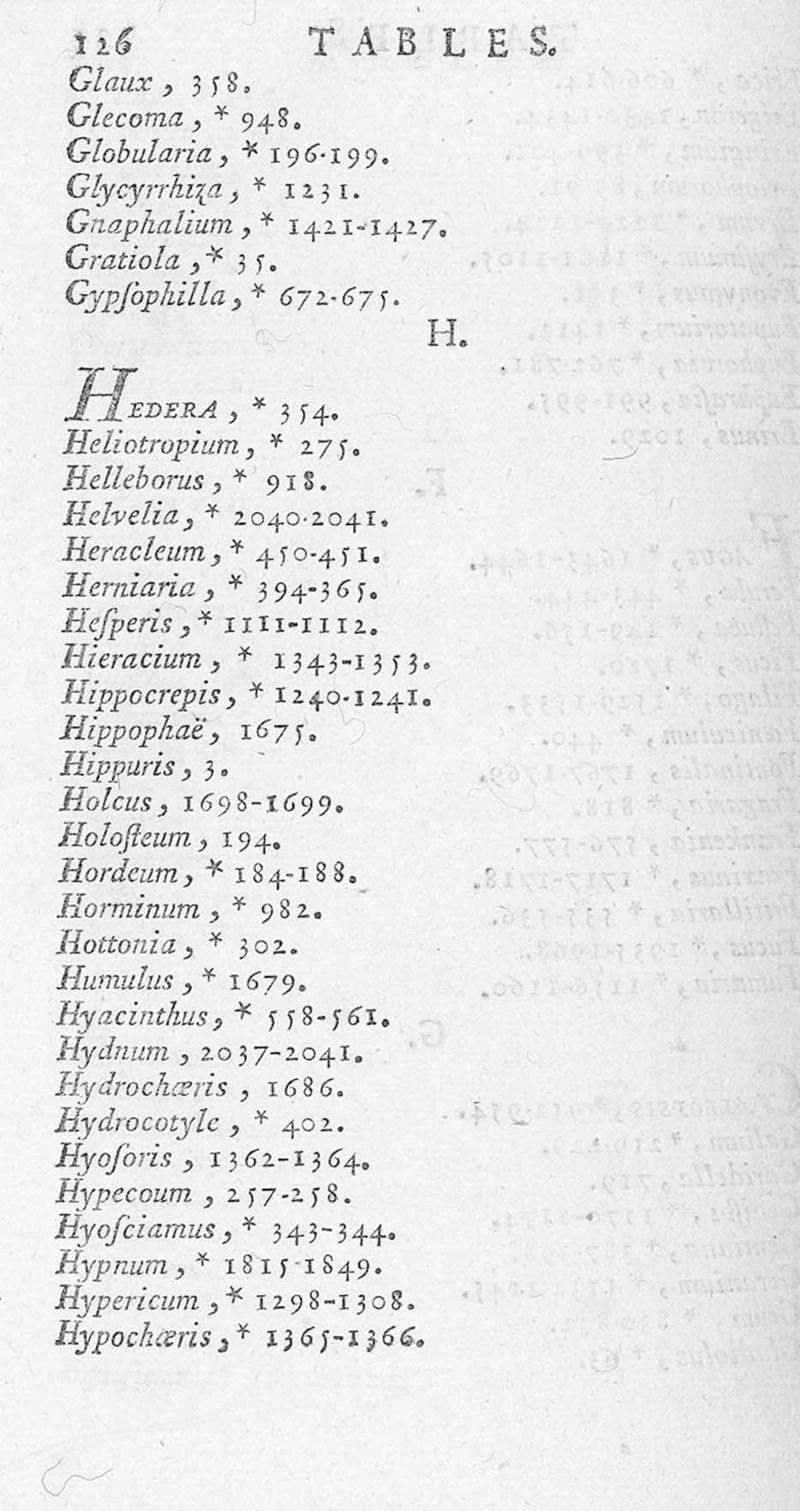 126 TABLES.
Glaux, 358.
Glecoma, * 948.
Globularia, * 196-199.
Glycyrrhiza, * 1231.
Gnaphalium, * 1421-1427.
Gratiola, * 35.
Gypſophilla, * 672-675.
H.
HEDERA, * 354.
Heliotropium, * 275.
Helleborus, * 918.
Helvelia, * 2040-2041.
Heracleum, * 450-451.
Herniaria, * 394-365.
Heſperis, * 1111-1112.
Hieracium, * 1343-1353.
Hippocrepis, * 1240-1241.
Hippophaë, 1675.
Hippuris, 3.
Holcus, 1698-1699.
Holoſteum, 194.
Hordeum, * 184-188.
Horminum, * 982.
Hottonia, * 302.
Humulus, * 1679.
Hyacinthus, * 558-561.
Hydnum, 2037-2041.
Hydrochæris, 1686.
Hydrocotyle, * 402.
Hyoſoris, 1362-1364.
Hypecoum, 257-258.
Hyoſciamus, * 343-344.
Hypnum, * 1815-1849.
Hypericum, * 1298-1308.
Hypochæris, * 1365-1366.